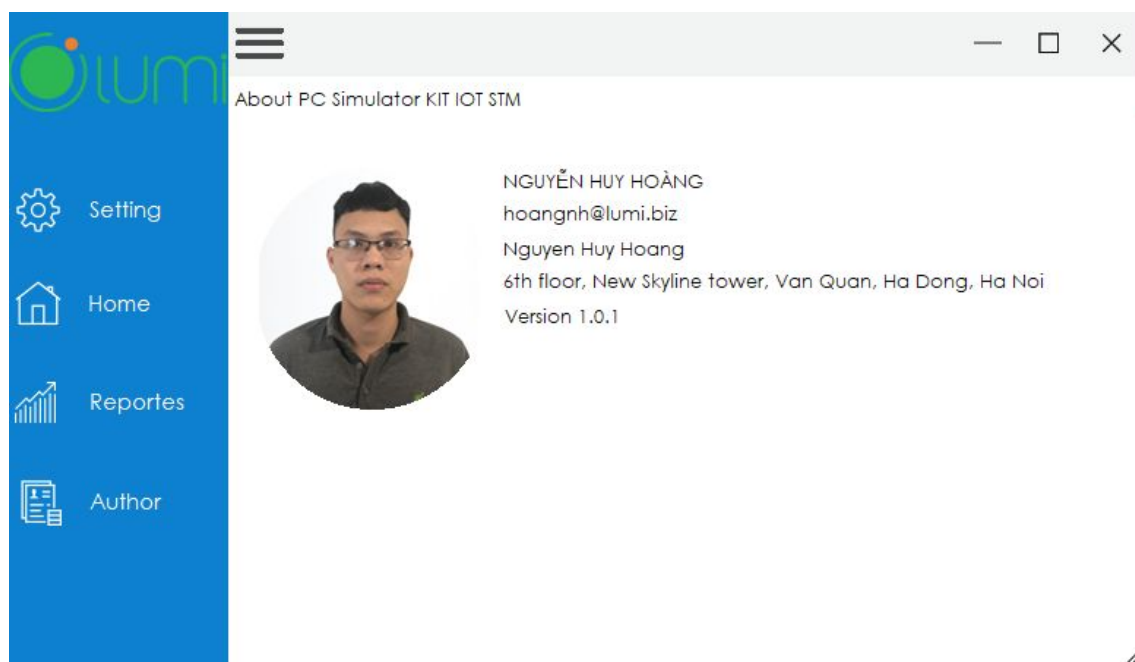 lumi
About PC Simulator KIT IOT STM
Setting
Home
Reportes
Author
NGUYỄN HUY HOÀNG
hoangnh@lumi.biz
Nguyen Huy Hoang
6th floor, New Skyline tower, Van Quan, Ha Dong, Ha Noi
Version 1.0.1